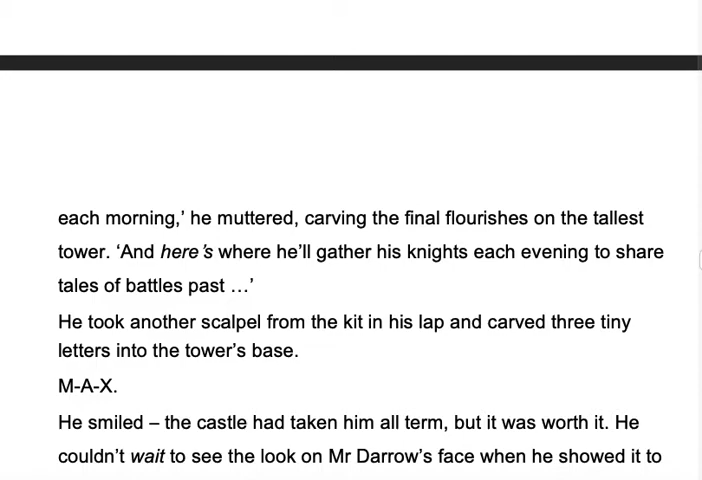 each morning,’ he muttered, carving the final flourishes on the tallest
tower. ‘And here’s where he’ll gather his knights each evening to share
tales of battles past …’
He took another scalpel from the kit in his lap and carved three tiny
letters into the tower’s base.
M-A-X.
He smiled – the castle had taken him all term, but it was worth it. He
couldn’t wait to see the look on Mr Darrow’s face when he showed it to